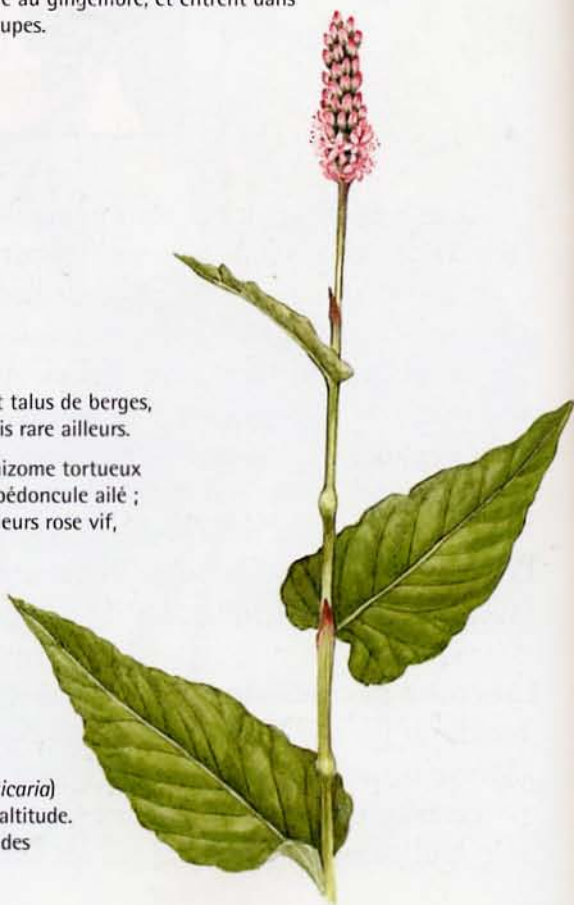 au gingembre, et entrent dans
upes.
t talus de berges,
is rare ailleurs.
izome tortueux
pédoncule ailé ;
eurs rose vif,
icaria)
altitude.
des